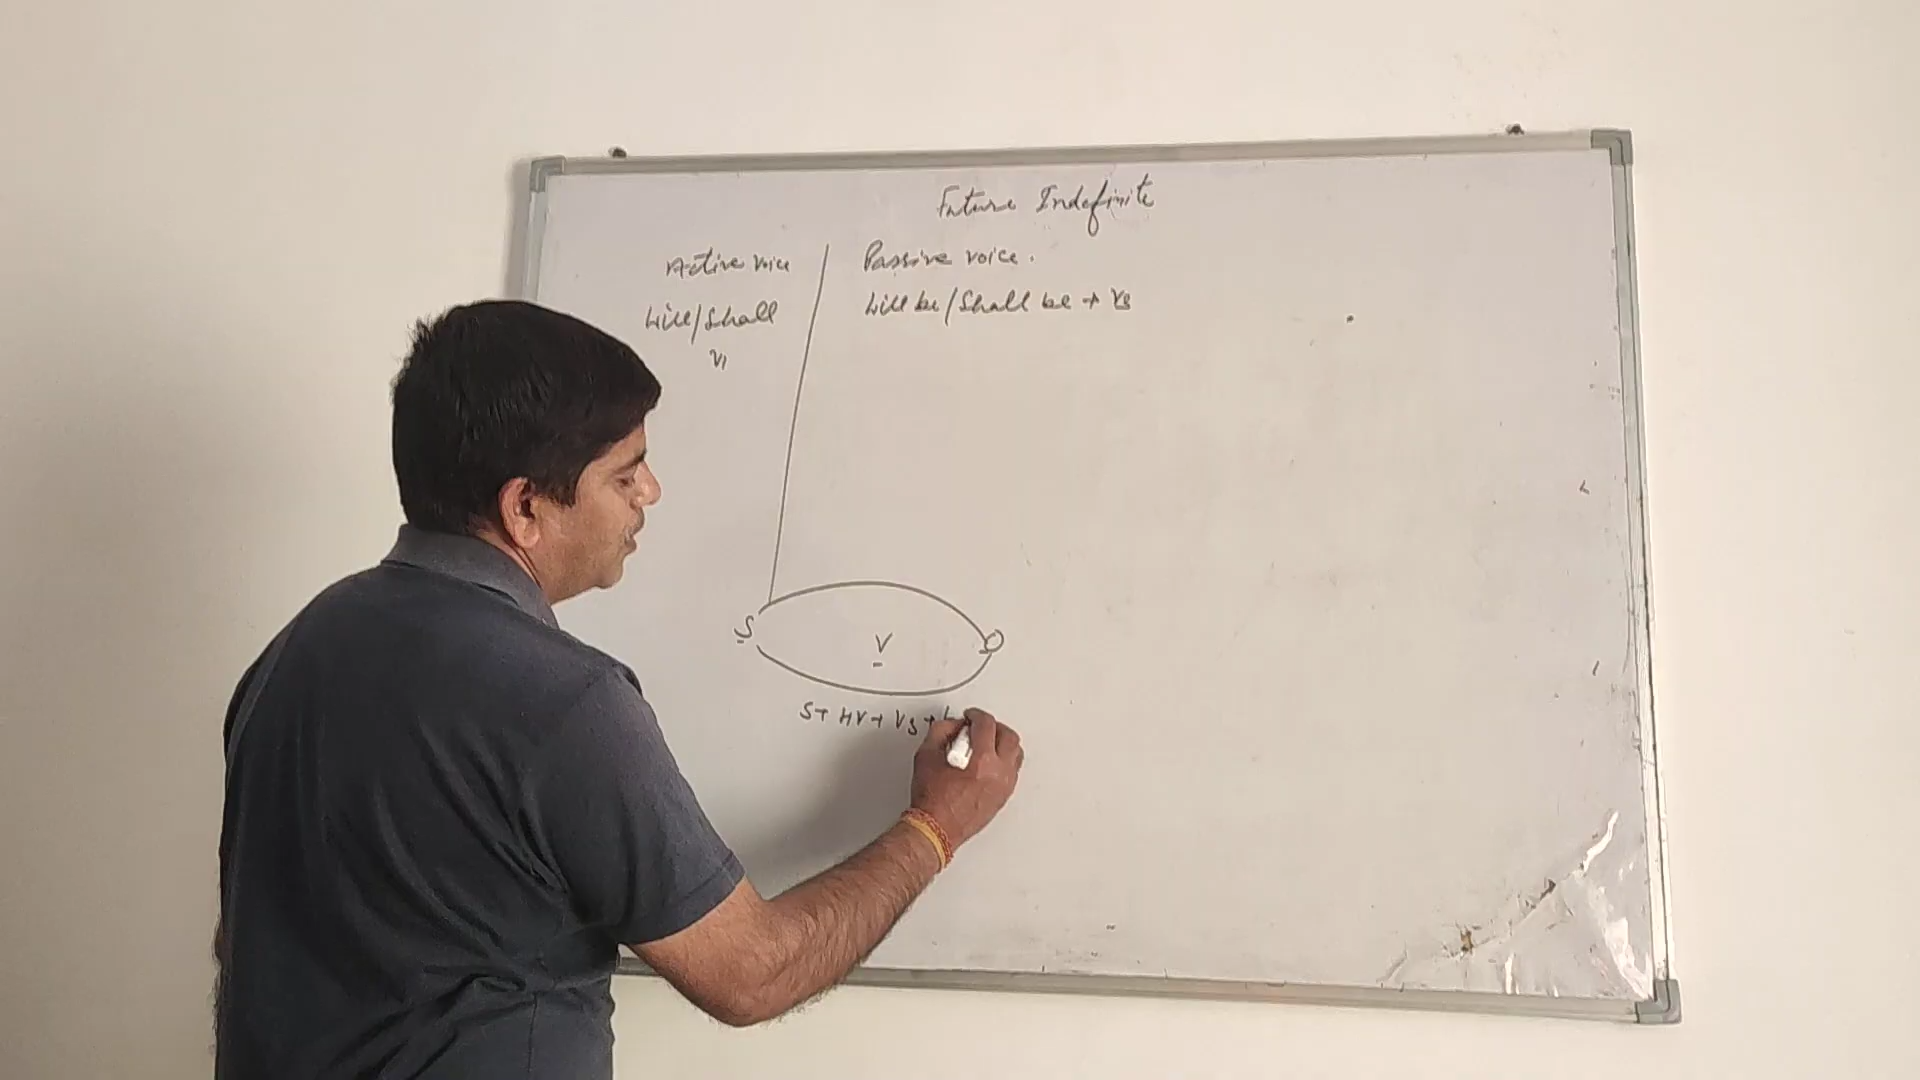 Future Indefinite
Active Voice
Passive voice.
Will/Shall
V1
Will be/Shall be + V3
S
V
O
S+ HV+ V3 +